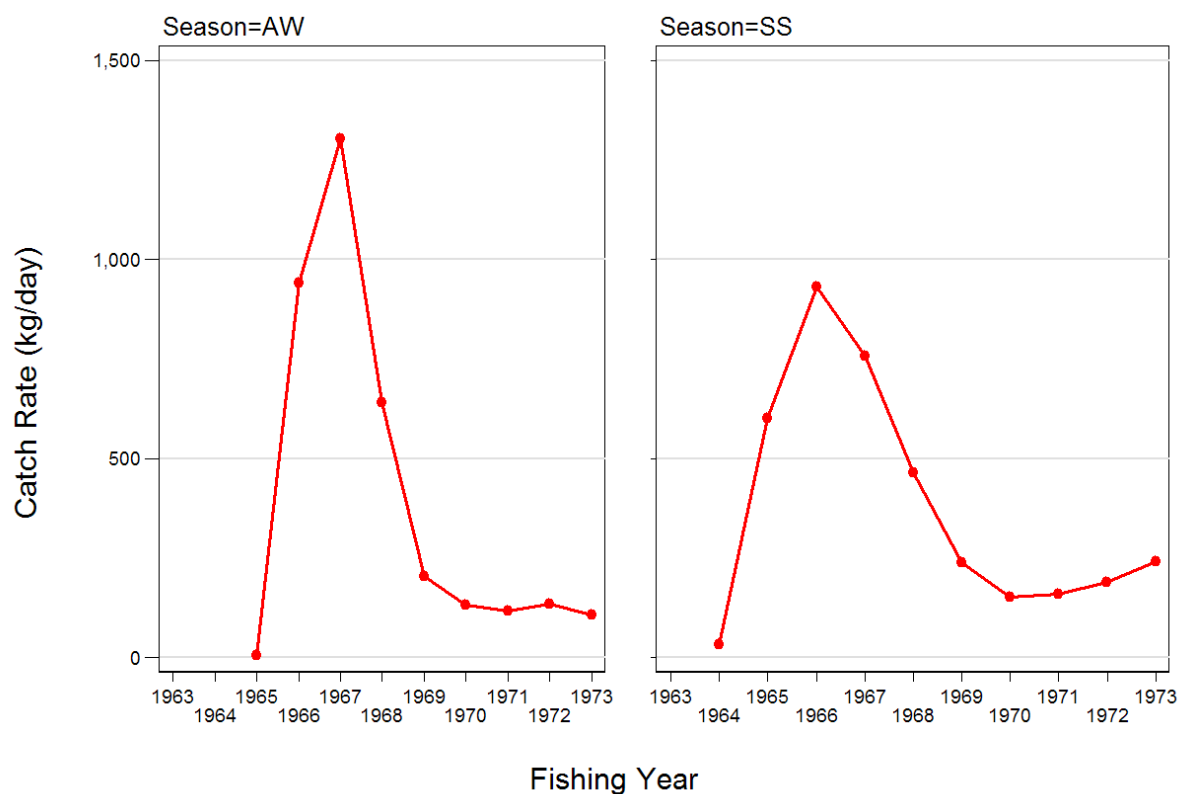 Season=AW
Season=SS
1,500
1,000
500
0
Catch Rate (kg/day)
1963 1965 1967 1969 1971 1973
1964 1966 1968 1970 1972
1963 1965 1967 1969 1971 1973
1964 1966 1968 1970 1972
Fishing Year